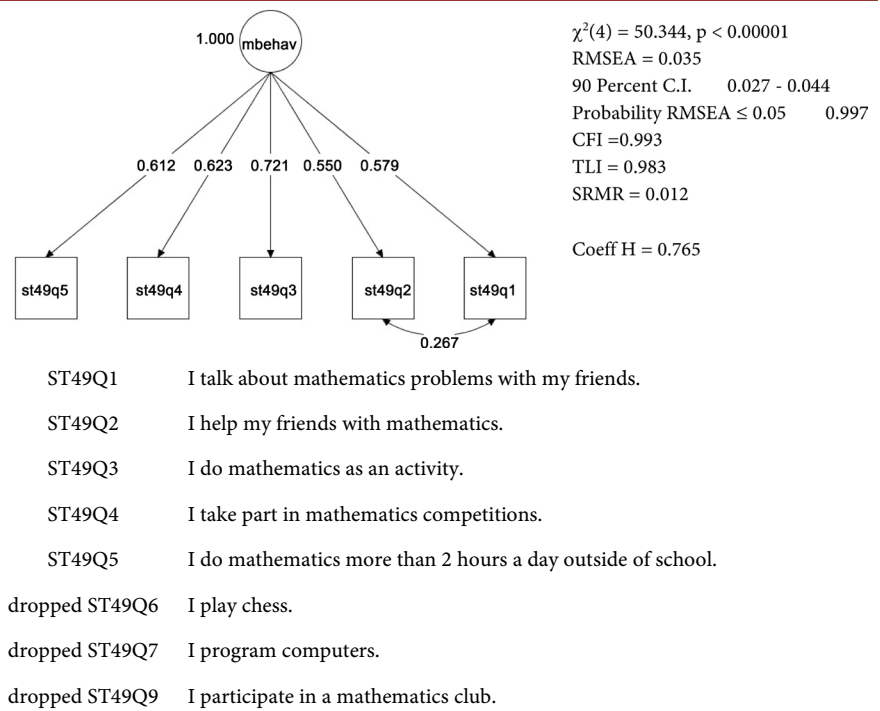 1.000 mbehav
0.612 0.623 0.721 0.550 0.579
st49q5 st49q4 st49q3 st49q2 st49q1
0.267
χ²(4) = 50.344, p < 0.00001
RMSEA = 0.035
90 Percent C.I. 0.027 - 0.044
Probability RMSEA ≤ 0.05 0.997
CFI =0.993
TLI = 0.983
SRMR = 0.012
Coeff H = 0.765
ST49Q1 I talk about mathematics problems with my friends.
ST49Q2 I help my friends with mathematics.
ST49Q3 I do mathematics as an activity.
ST49Q4 I take part in mathematics competitions.
ST49Q5 I do mathematics more than 2 hours a day outside of school.
dropped ST49Q6 I play chess.
dropped ST49Q7 I program computers.
dropped ST49Q9 I participate in a mathematics club.